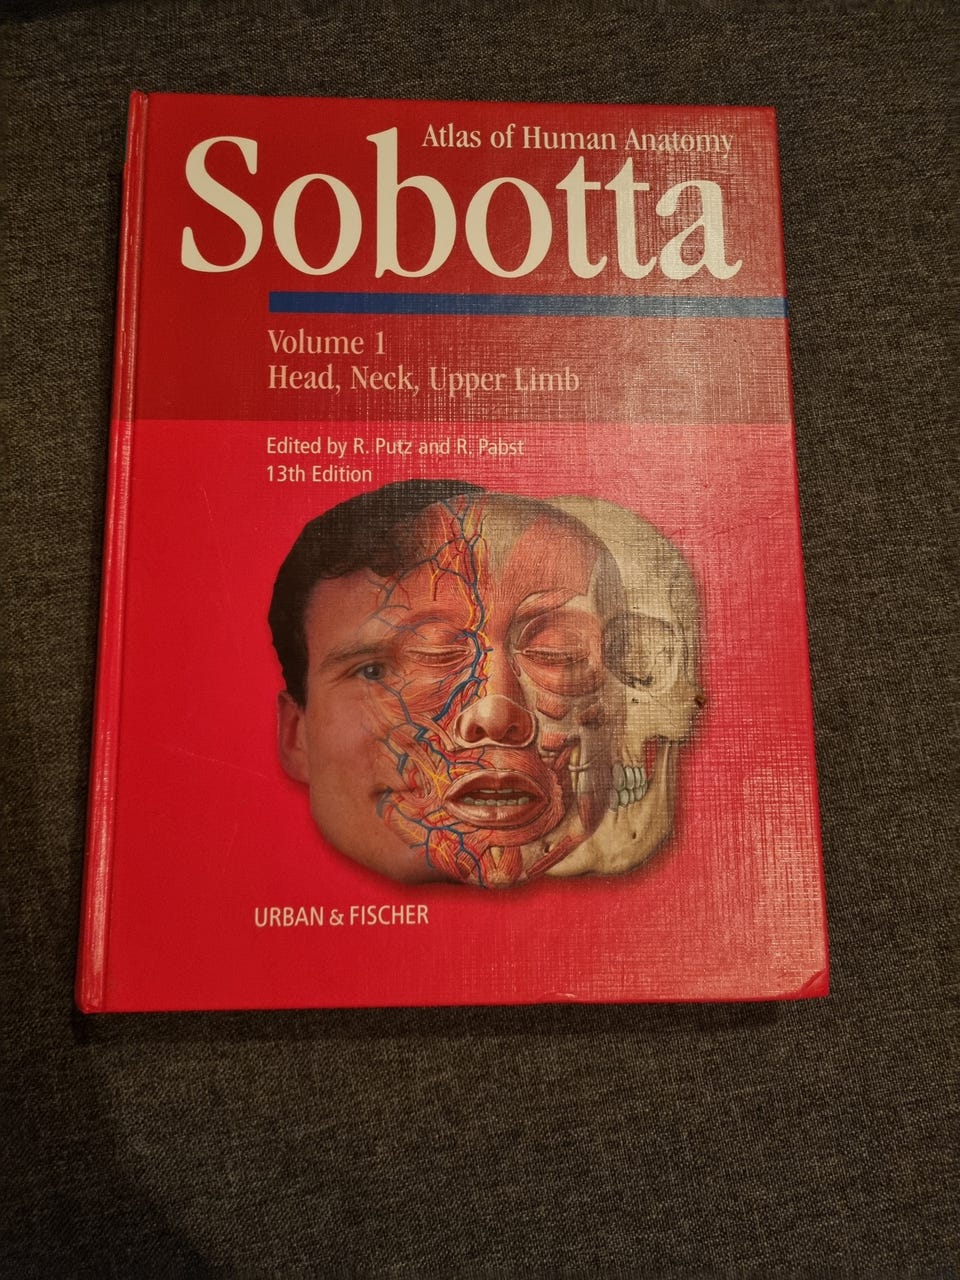 Atlas of Human Anatomy
Sobotta
Volume 1
Head, Neck, Upper Limb
Edited by R. Putz and R. Pabst
13th Edition
URBAN & FISCHER